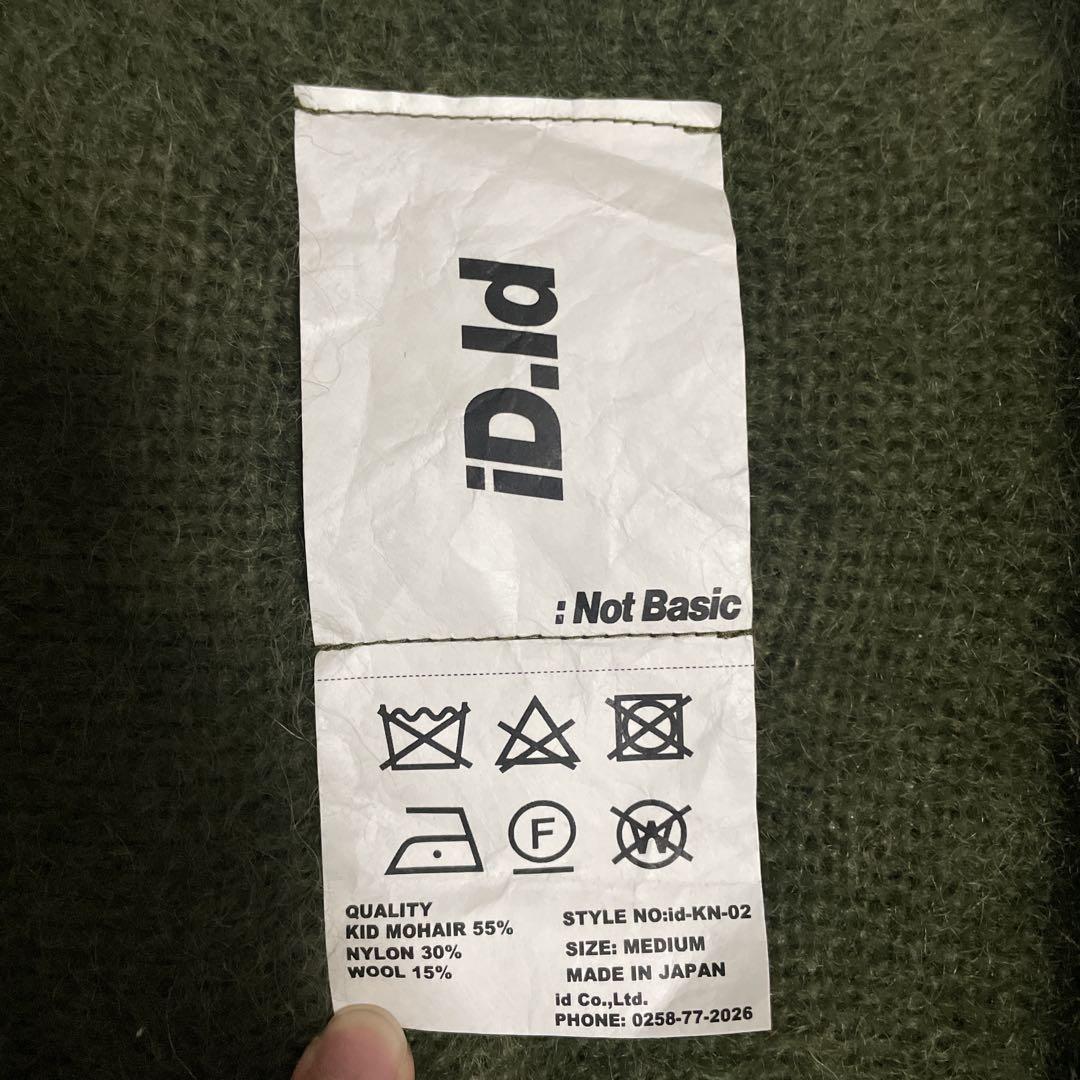 iD.Id
: Not Basic
F
W
QUALITY
KID MOHAIR 55%
NYLON 30%
WOOL 15%
STYLE NO:id-KN-02
SIZE: MEDIUM
MADE IN JAPAN
id Co.,Ltd.
PHONE: 0258-77-2026